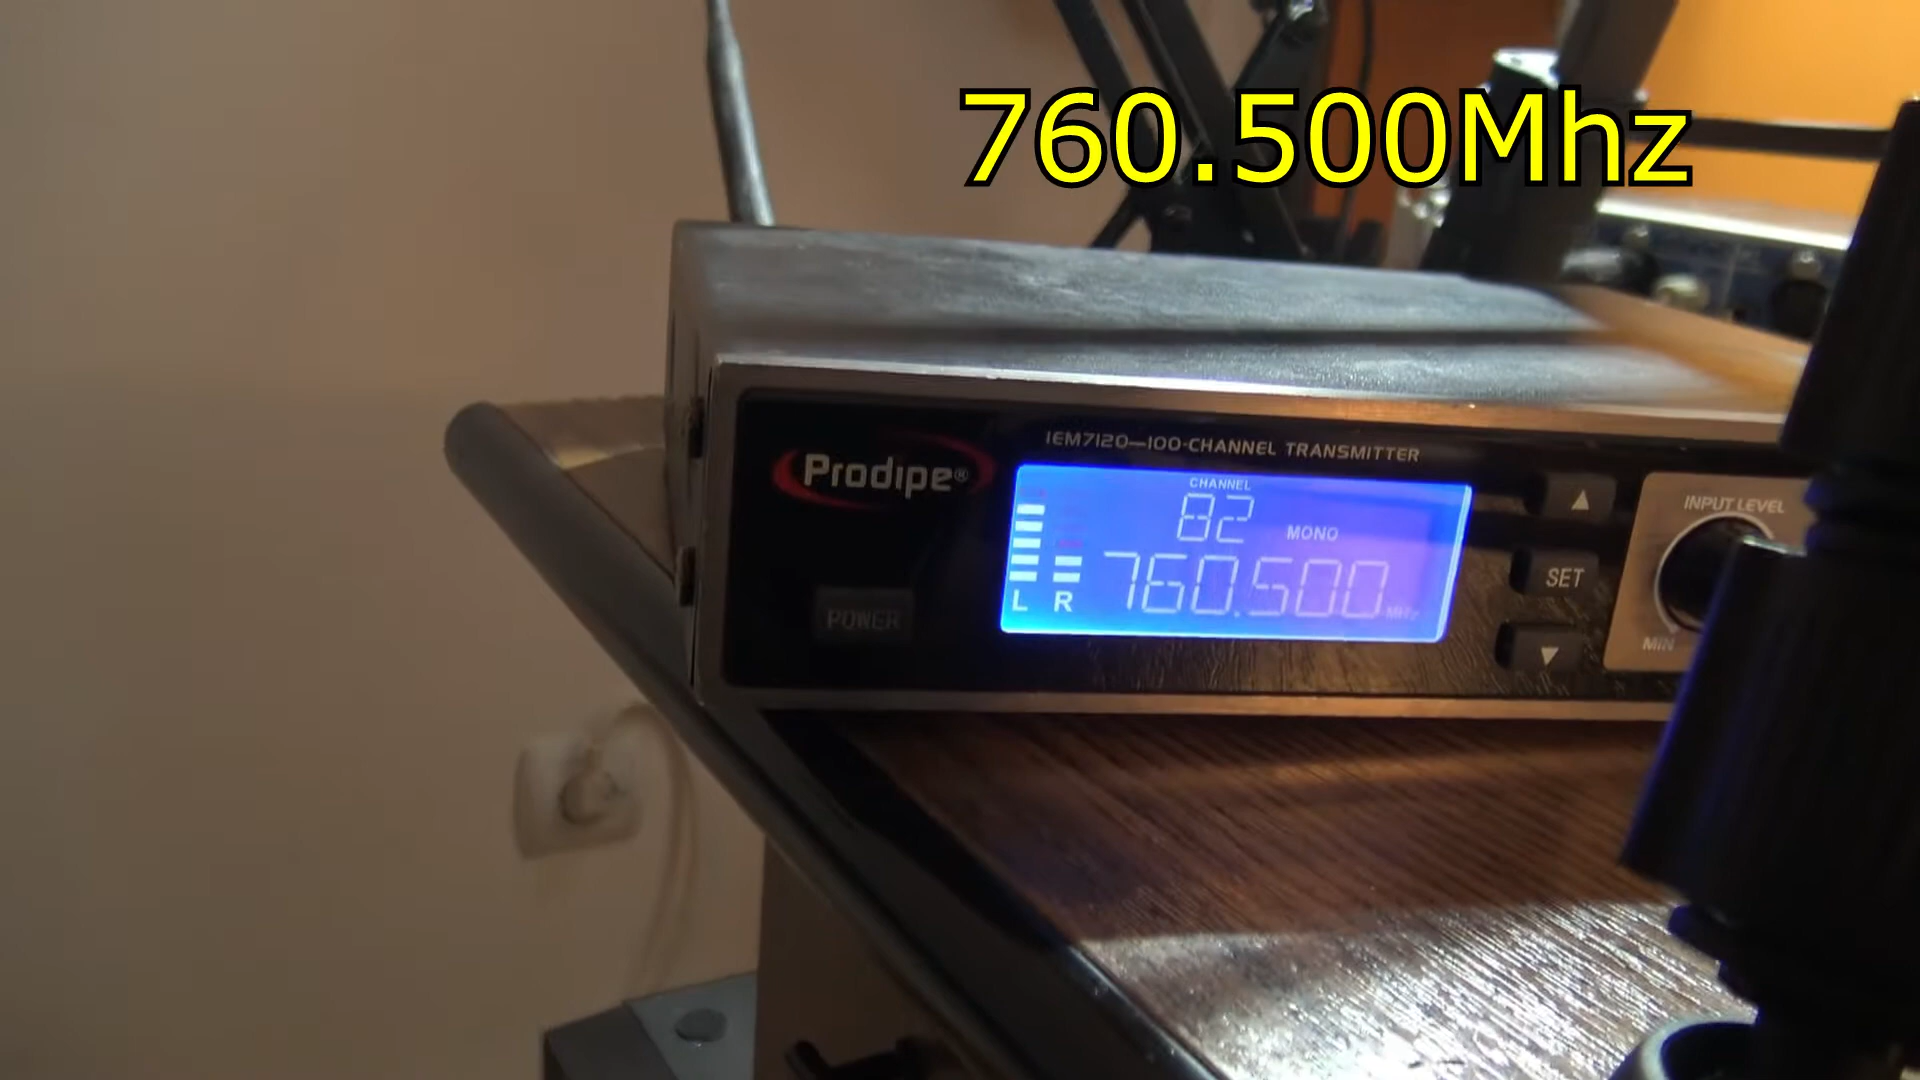 760.500Mhz
IEM7120—100-CHANNEL TRANSMITTER
Prodipe®
CHANNEL
82
MONO
760.500
MHz
L R
POWER
▲
SET
▼
INPUT LEVEL
MIN